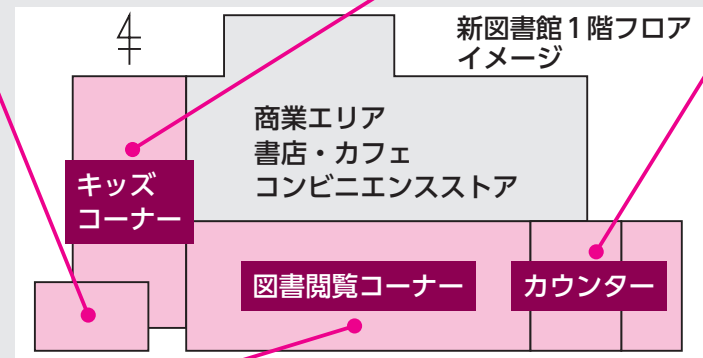 新図書館1階フロア
イメージ
商業エリア
書店・カフェ
コンビニエンスストア
キッズ
コーナー
図書閲覧コーナー
カウンター